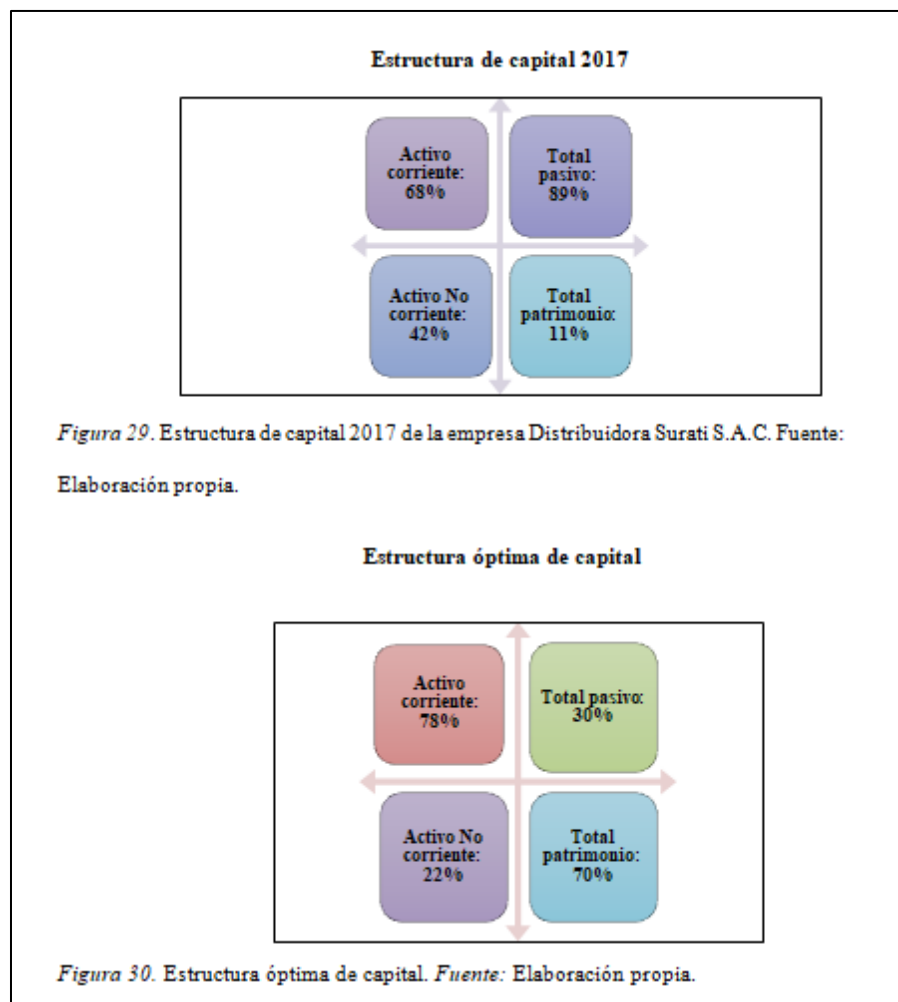 Estructura de capital 2017
Activo
corriente:
68%
Total
pasivo:
89%
Activo No
corriente:
42%
Total
patrimonio:
11%
Figura 29. Estructura de capital 2017 de la empresa Distribuidora Surati S.A.C. Fuente:
Elaboración propia.
Estructura óptima de capital
Activo
corriente:
78%
Total pasivo:
30%
Activo No
corriente:
22%
Total
patrimonio:
70%
Figura 30. Estructura óptima de capital. Fuente: Elaboración propia.